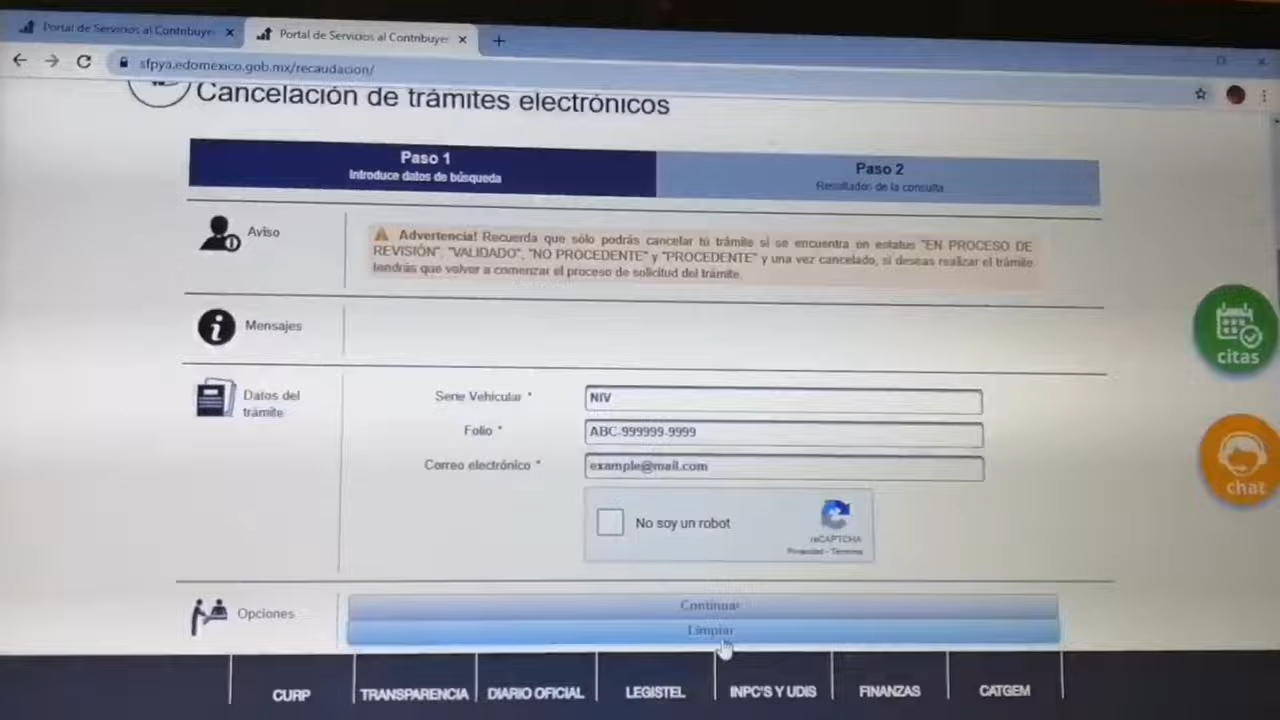 Portal de Servicios al Contribuye
Portal de Servicios al Contribuye
sfpya.edomexico.gob.mx/recaudacion/
Cancelación de trámites electrónicos
Paso 1
Introduce datos de búsqueda
Paso 2
Resultados de la consulta
Aviso
Advertencia! Recuerda que sólo podrás cancelar tú trámite si se encuentra en estatus "EN PROCESO DE
REVISIÓN", "VALIDADO", "NO PROCEDENTE" y "PROCEDENTE" y una vez cancelado, si deseas realizar el trámite
tendrás que volver a comenzar el proceso de solicitud del trámite.
Mensajes
Datos del
trámite
Serie Vehicular *
NIV
Folio *
ABC-999999-9999
Correo electrónico *
example@mail.com
No soy un robot
reCAPTCHA
Privacidad - Términos
citas
chat
Opciones
Continuar
Limpiar
CURP
TRANSPARENCIA
DIARIO OFICIAL
LEGISTEL
INPC'S Y UDIS
FINANZAS
CATGEM